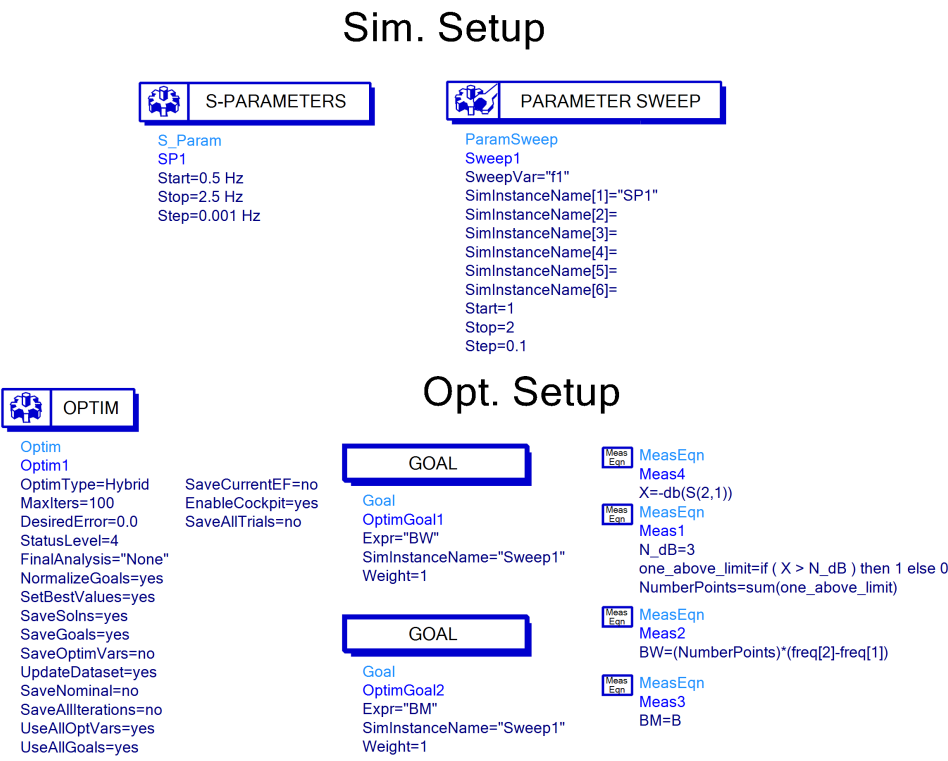 Sim. Setup
S-PARAMETERS
S_Param
SP1
Start=0.5 Hz
Stop=2.5 Hz
Step=0.001 Hz
PARAMETER SWEEP
ParamSweep
Sweep1
SweepVar="f1"
SimInstanceName[1]="SP1"
SimInstanceName[2]=
SimInstanceName[3]=
SimInstanceName[4]=
SimInstanceName[5]=
SimInstanceName[6]=
Start=1
Stop=2
Step=0.1
Opt. Setup
OPTIM
Optim
Optim1
OptimType=Hybrid
MaxIters=100
DesiredError=0.0
StatusLevel=4
FinalAnalysis="None"
NormalizeGoals=yes
SetBestValues=yes
SaveSolns=yes
SaveGoals=yes
SaveOptimVars=no
UpdateDataset=yes
SaveNominal=no
SaveAllIterations=no
UseAllOptVars=yes
UseAllGoals=yes
SaveCurrentEF=no
EnableCockpit=yes
SaveAllTrials=no
GOAL
Goal
OptimGoal1
Expr="BW"
SimInstanceName="Sweep1"
Weight=1
GOAL
Goal
OptimGoal2
Expr="BM"
SimInstanceName="Sweep1"
Weight=1
Meas
Eqn
MeasEqn
Meas4
X=-db(S(2,1))
Meas
Eqn
MeasEqn
Meas1
N_dB=3
one_above_limit=if ( X > N_dB ) then 1 else 0
NumberPoints=sum(one_above_limit)
Meas
Eqn
MeasEqn
Meas2
BW=(NumberPoints)*(freq[2]-freq[1])
Meas
Eqn
MeasEqn
Meas3
BM=B